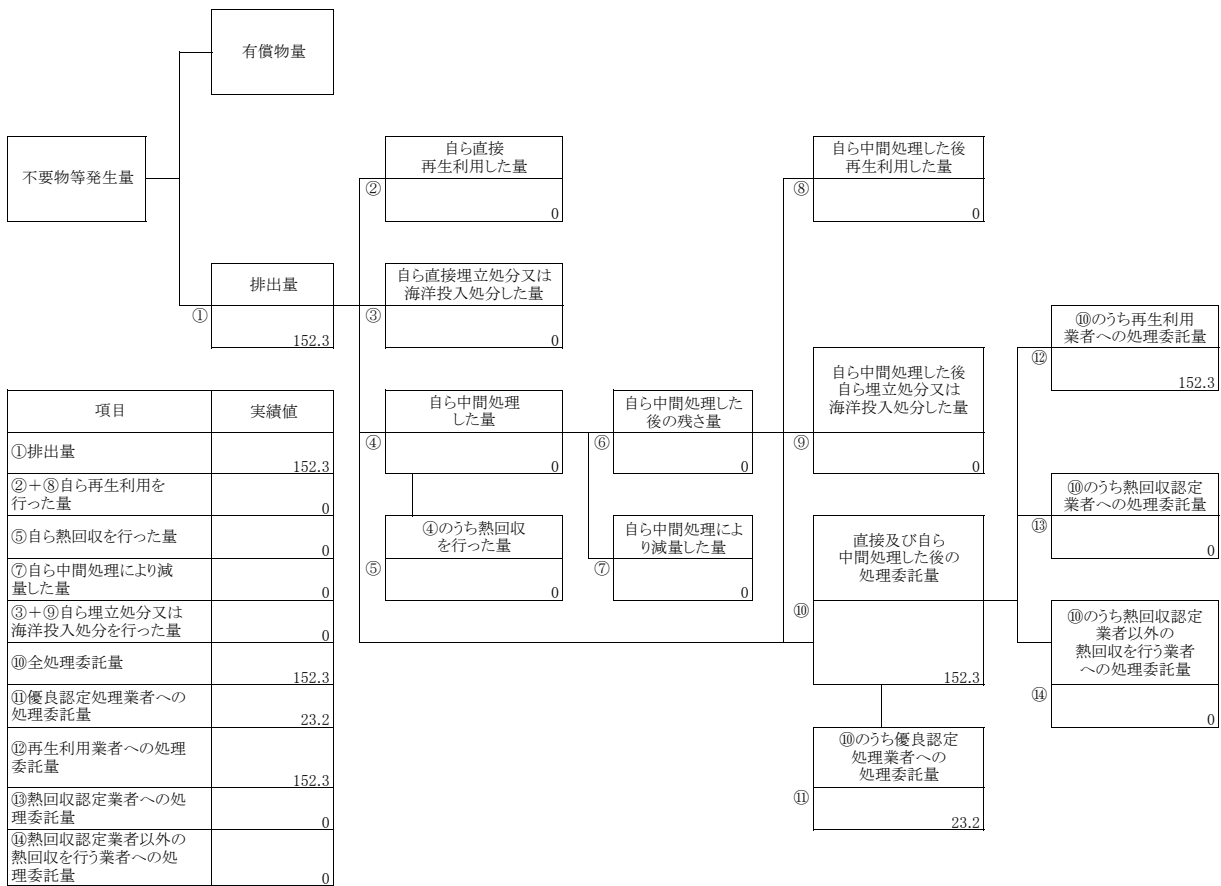 有償物量
不要物等発生量
自ら直接
再生利用した量
②
0
自ら中間処理した後
再生利用した量
⑧
0
排出量
①
152.3
自ら直接埋立処分又は
海洋投入処分した量
③
0
⑩のうち再生利用
業者への処理委託量
⑫
152.3
自ら中間処理
した量
④
0
自ら中間処理した
後の残さ量
⑥
0
自ら中間処理した後
自ら埋立処分又は
海洋投入処分した量
⑨
0
⑩のうち熱回収認定
業者への処理委託量
⑬
0
④のうち熱回収
を行った量
⑤
0
自ら中間処理によ
り減量した量
⑦
0
直接及び自ら
中間処理した後の
処理委託量
⑩
152.3
⑩のうち熱回収認定
業者以外の
熱回収を行う業者
への処理委託量
⑭
0
⑩のうち優良認定
処理業者への
処理委託量
⑪
23.2
項目 実績値
①排出量
152.3
②+⑧自ら再生利用を
行った量
0
⑤自ら熱回収を行った量
0
⑦自ら中間処理により減
量した量
0
③+⑨自ら埋立処分又は
海洋投入処分を行った量
0
⑩全処理委託量
152.3
⑪優良認定処理業者への
処理委託量
23.2
⑫再生利用業者への処理
委託量
152.3
⑬熱回収認定業者への処
理委託量
0
⑭熱回収認定業者以外の
熱回収を行う業者への処
理委託量
0